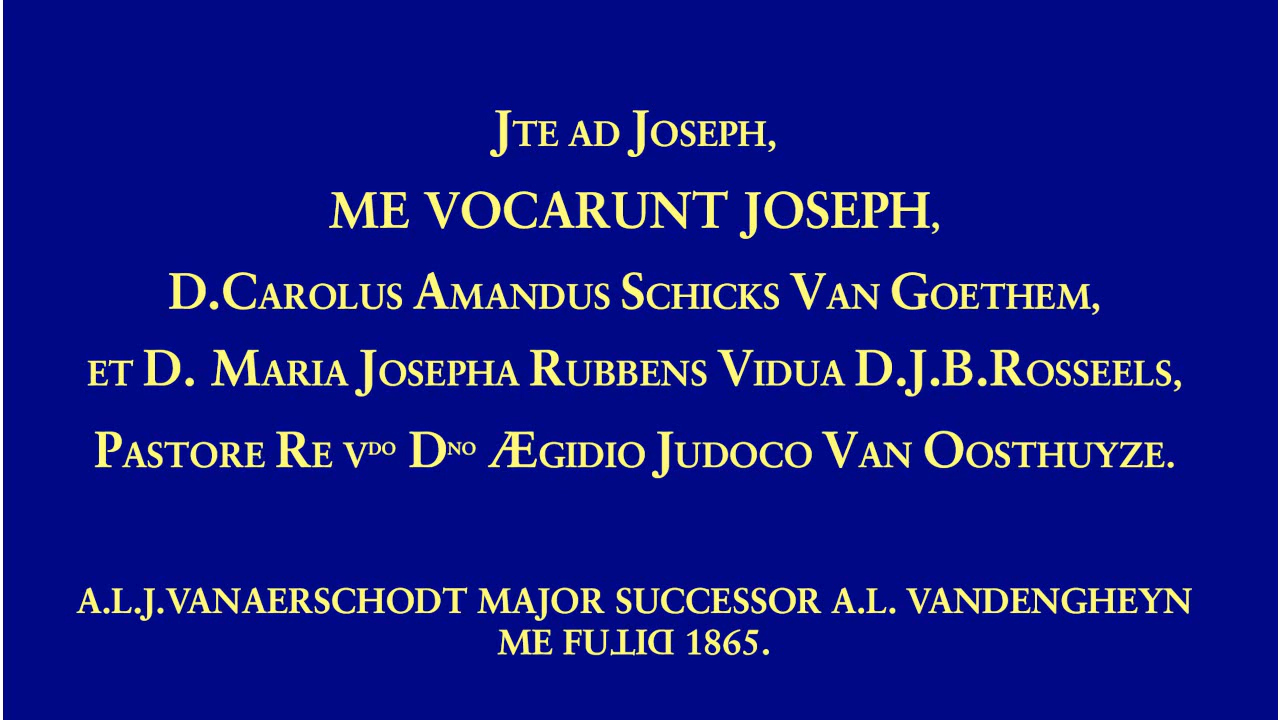 JTE AD JOSEPH,
ME VOCARUNT JOSEPH,
D.CAROLUS AMANDUS SCHICKS VAN GOETHEM,
ET D. MARIA JOSEPHA RUBBENS VIDUA D.J.B.ROSSEELS,
PASTORE RE VDO DNO ÆGIDIO JUDOCO VAN OOSTHUYZE.
A.L.J.VANAERSCHODT MAJOR SUCCESSOR A.L. VANDENGHEYN
ME FUꞱLID 1865.